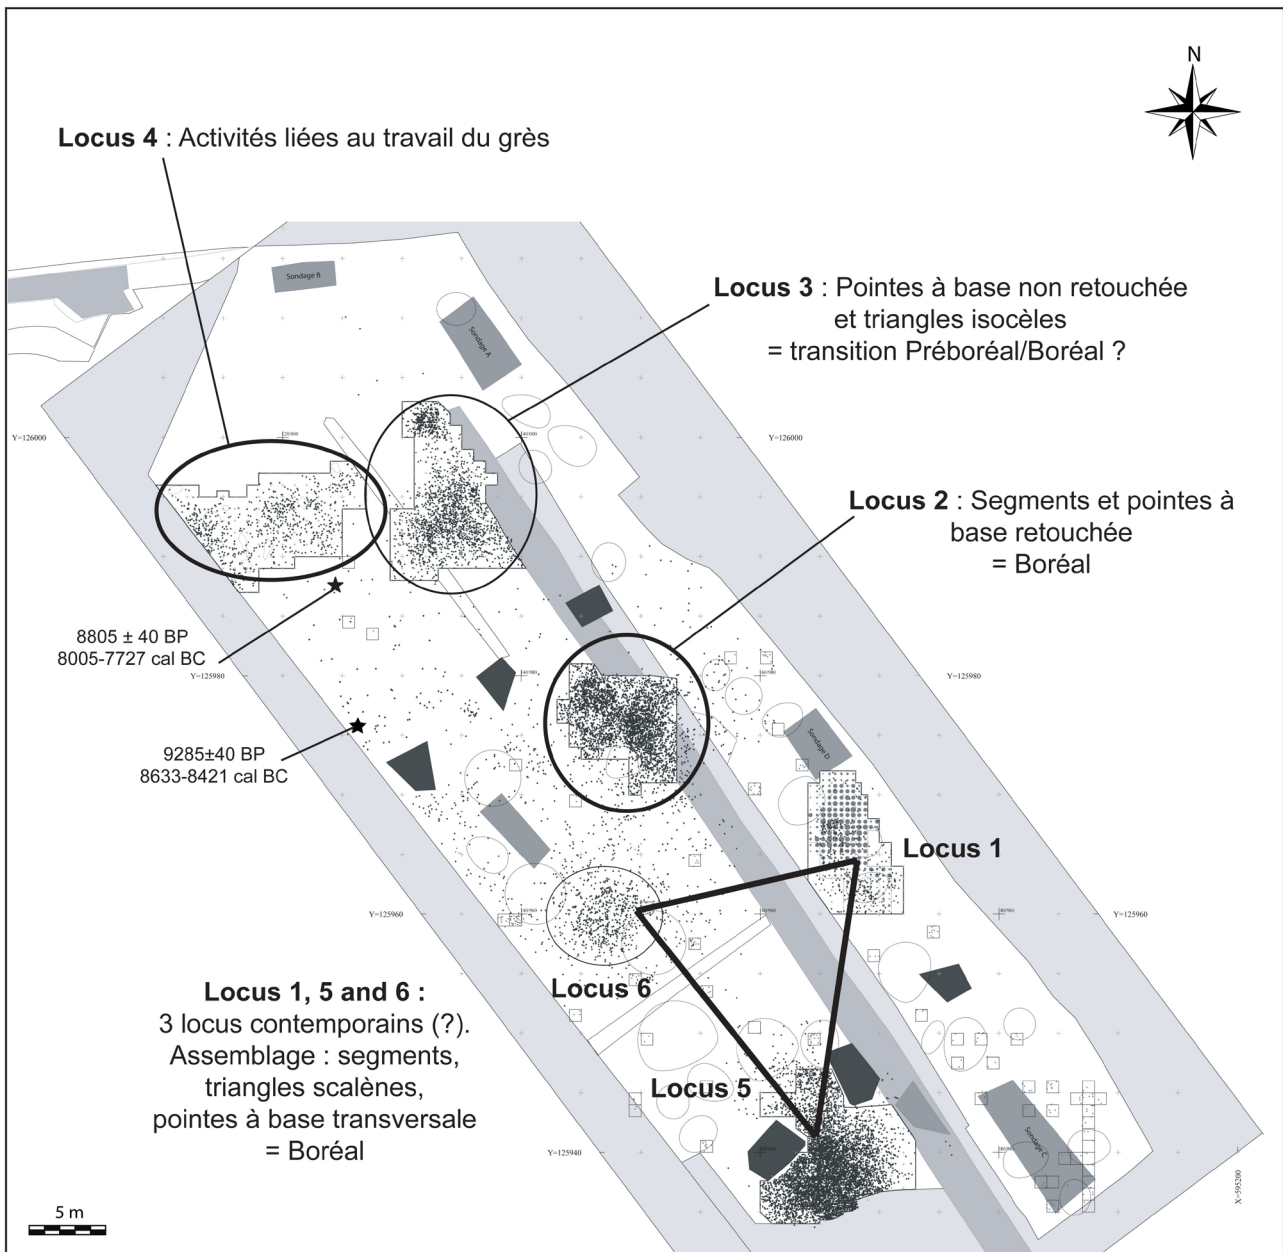 N
Locus 4 : Activités liées au travail du grès
Sondage B
Sondage A
Locus 3 : Pointes à base non retouchée
et triangles isocèles
= transition Préboréal/Boréal ?
Y=126000
Y=126000
Locus 2 : Segments et pointes à
base retouchée
= Boréal
8805 ± 40 BP
8005-7727 cal BC
Y=125980
Y=125980
9285±40 BP
8633-8421 cal BC
Sondage D
Locus 1
Y=125960
Y=125960
Locus 6
Locus 1, 5 and 6 :
3 locus contemporains (?).
Assemblage : segments,
triangles scalènes,
pointes à base transversale
= Boréal
Locus 5
Sondage C
Y=125940
X=595200
5 m